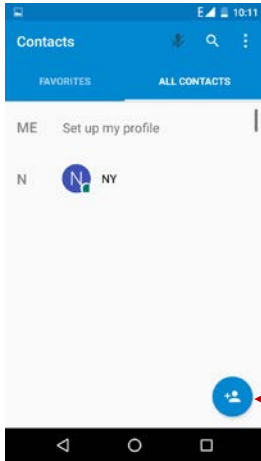 E 10:11
Contacts
FAVORITES ALL CONTACTS
ME Set up my profile
N N NY